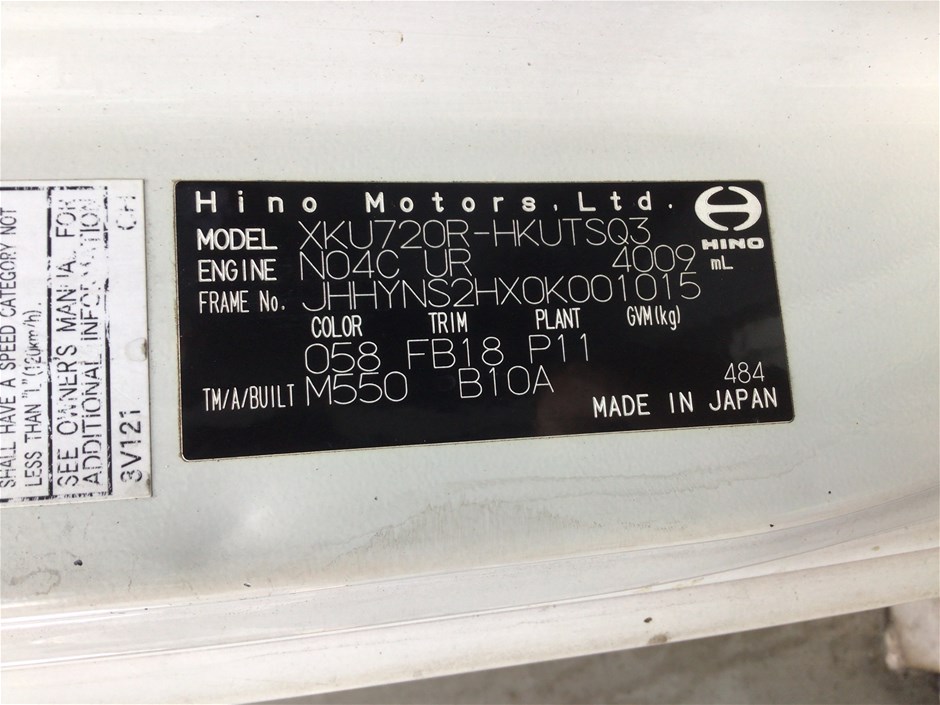 Hino Motors, Ltd.
HINO
MODEL XKU720R-HKUTSQ3
ENGINE N04C UR 4009 mL
FRAME No. JHHYNS2HX0K001015
COLOR TRIM PLANT GVM(kg)
058 FB18 P11
TM/A/BUILT M550 B10A
484
MADE IN JAPAN
SHALL HAVE A SPEED CATEGORY NOT
LESS THAN "L" (120km/h).
SEE OWNER'S MANUAL FOR
ADDITIONAL INFORMATION
3V121 CH